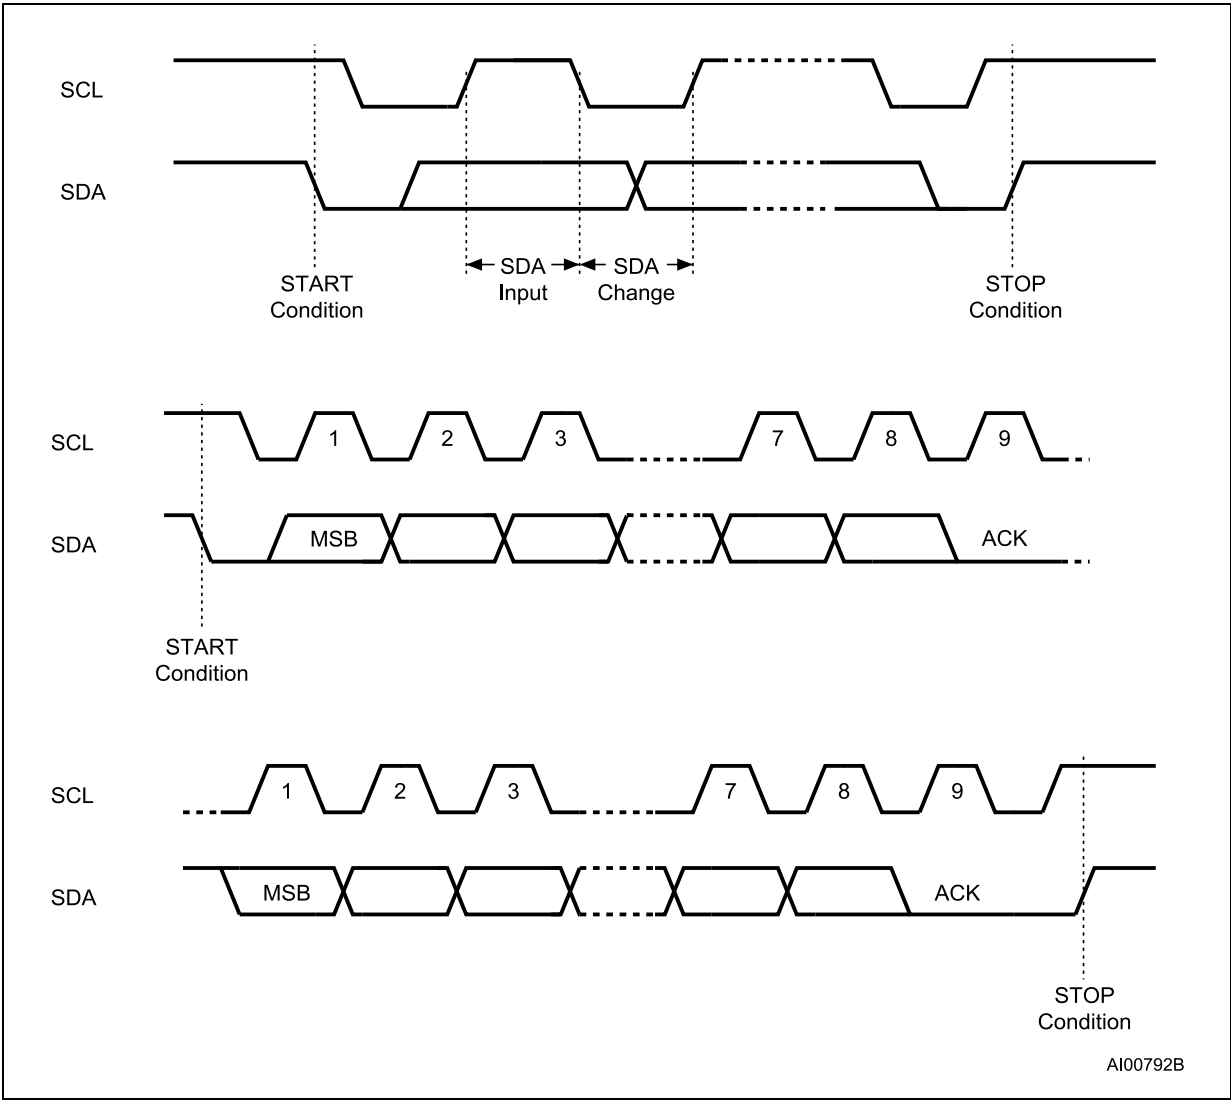 SCL
SDA
START
Condition
SDA
Input
SDA
Change
STOP
Condition
SCL
1 2 3 7 8 9
SDA
MSB
ACK
START
Condition
SCL
1 2 3 7 8 9
SDA
MSB
ACK
STOP
Condition
AI00792B